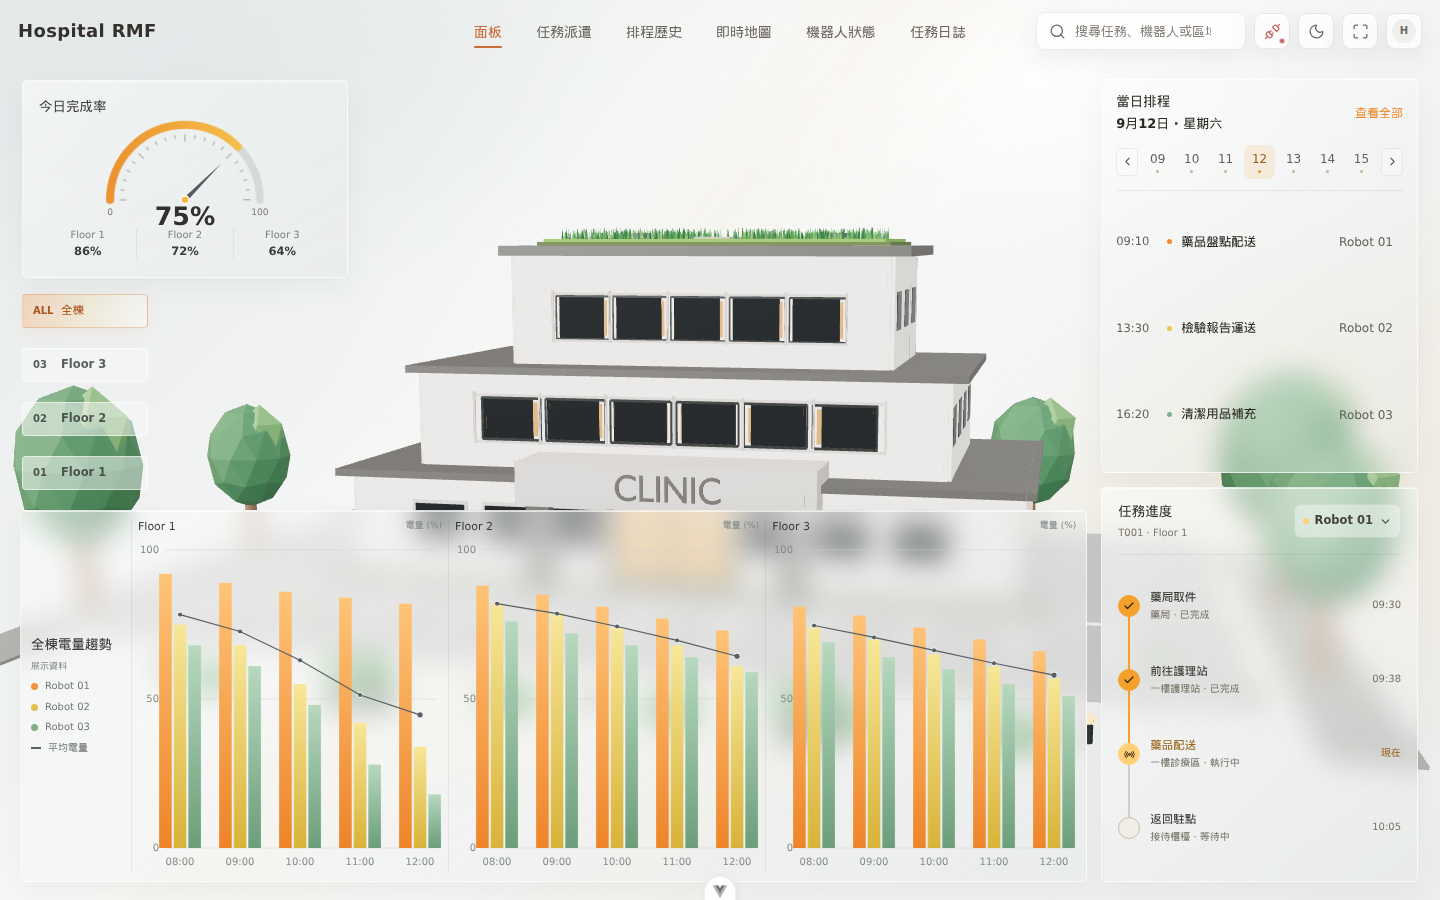 Hospital RMF
面板
任務派遣
排程歷史
即時地圖
機器人狀態
任務日誌
搜尋任務、機器人或區
H
今日完成率
0
75%
100
Floor 1
Floor 2
Floor 3
86%
72%
64%
ALL 全棟
03 Floor 3
02 Floor 2
01 Floor 1
CLINIC
當日排程
9月12日・星期六
查看全部
09 10 11 12 13 14 15
09:10 藥品盤點配送 Robot 01
13:30 檢驗報告運送 Robot 02
16:20 清潔用品補充 Robot 03
全棟電量趨勢
展示資料
Robot 01
Robot 02
Robot 03
平均電量
Floor 1 電量 (%)
100
50
0
08:00 09:00 10:00 11:00 12:00
Floor 2 電量 (%)
100
50
0
08:00 09:00 10:00 11:00 12:00
Floor 3 電量 (%)
100
50
0
08:00 09:00 10:00 11:00 12:00
任務進度
T001 · Floor 1
Robot 01
藥局取件
藥局 · 已完成
09:30
前往護理站
一樓護理站 · 已完成
09:38
藥品配送
一樓診療區 · 執行中
現在
返回駐點
接待櫃檯 · 等待中
10:05